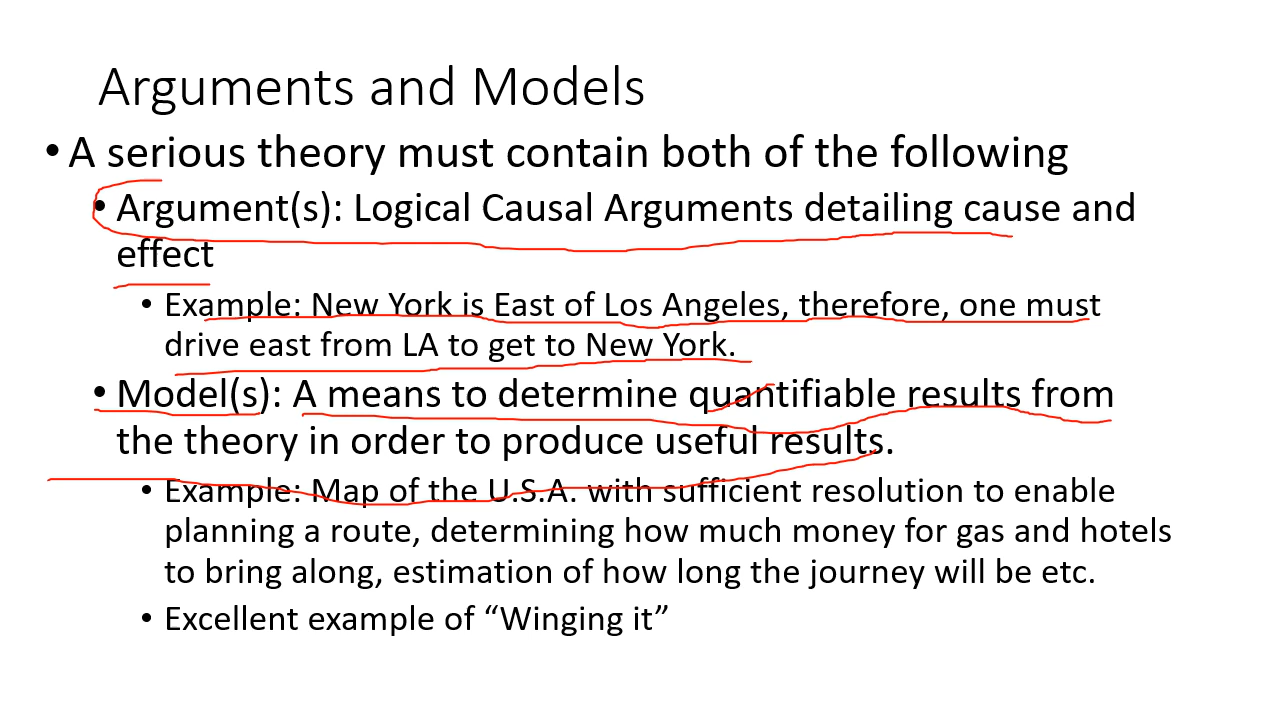 Arguments and Models
• A serious theory must contain both of the following
• Argument(s): Logical Causal Arguments detailing cause and
effect
• Example: New York is East of Los Angeles, therefore, one must
drive east from LA to get to New York.
• Model(s): A means to determine quantifiable results from
the theory in order to produce useful results.
• Example: Map of the U.S.A. with sufficient resolution to enable
planning a route, determining how much money for gas and hotels
to bring along, estimation of how long the journey will be etc.
• Excellent example of “Winging it”